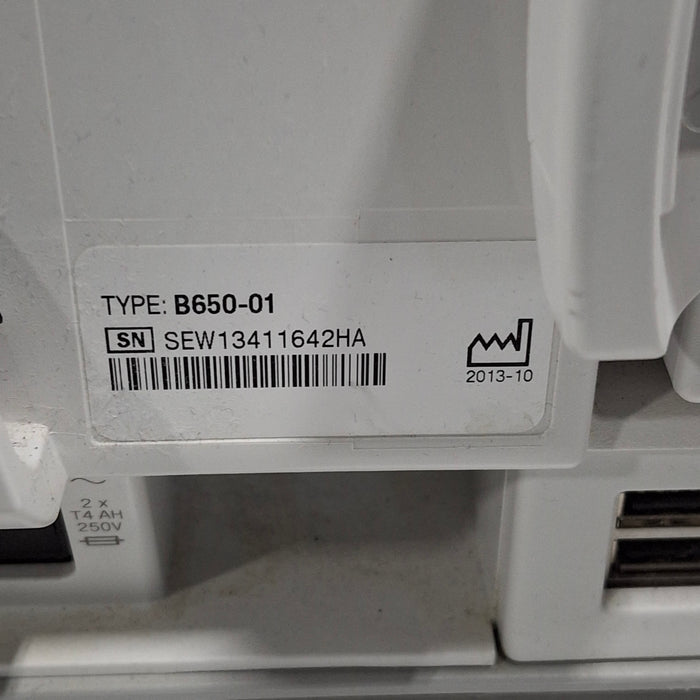 TYPE: B650-01
SN SEW13411642HA
2013-10
~
2 x
T4 AH
250V